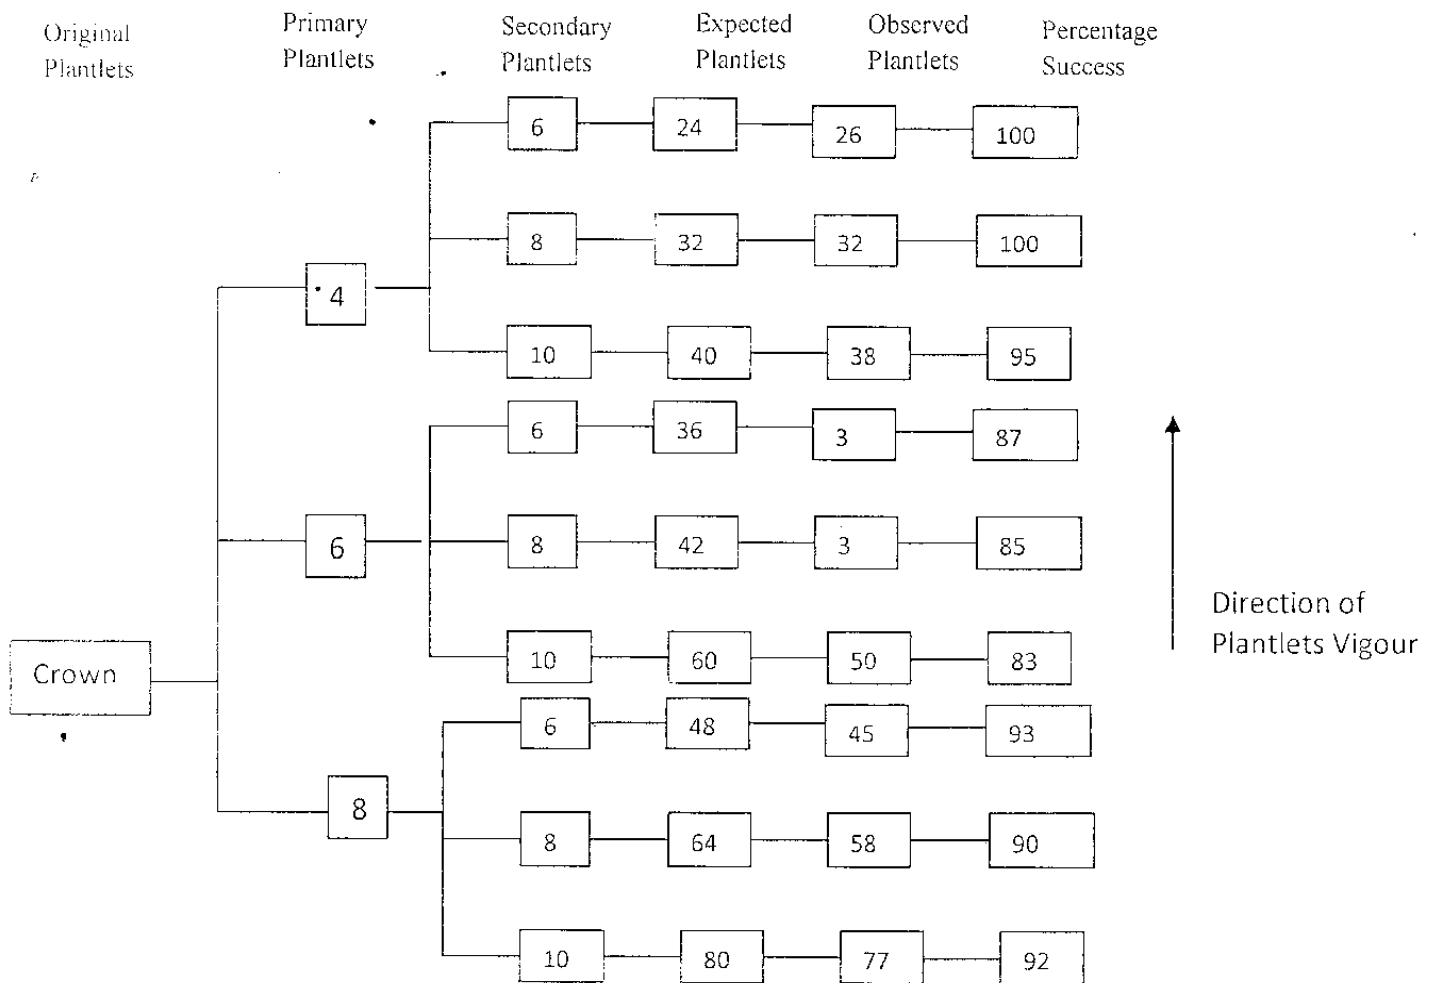 Original Plantlets
Primary Plantlets
Secondary Plantlets
Expected Plantlets
Observed Plantlets
Percentage Success
6 24 26 100
8 32 32 100
4
10 40 38 95
6 36 3 87
6
8 42 3 85
Direction of
Plantlets Vigour
10 60 50 83
Crown
6 48 45 93
8
8 64 58 90
10 80 77 92